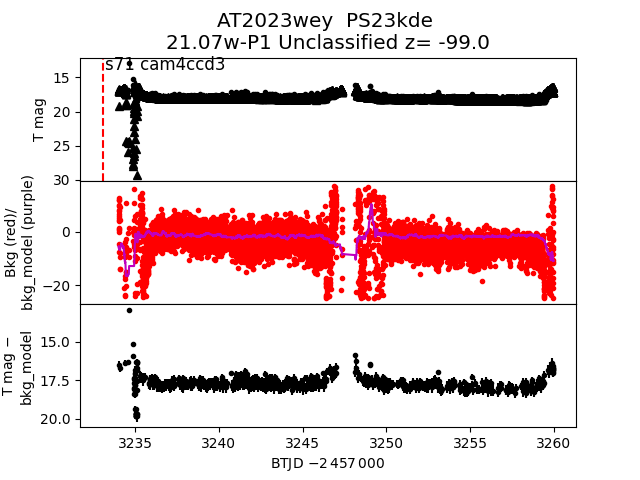 AT2023wey  PS23kde
21.07w-P1 Unclassified z= -99.0
s71 cam4ccd3
T mag
15
20
25
30
Bkg (red)/
bkg_model (purple)
0
−20
T mag −
bkg_model
15.0
17.5
20.0
3235
3240
3245
3250
3255
3260
BTJD −2 457 000